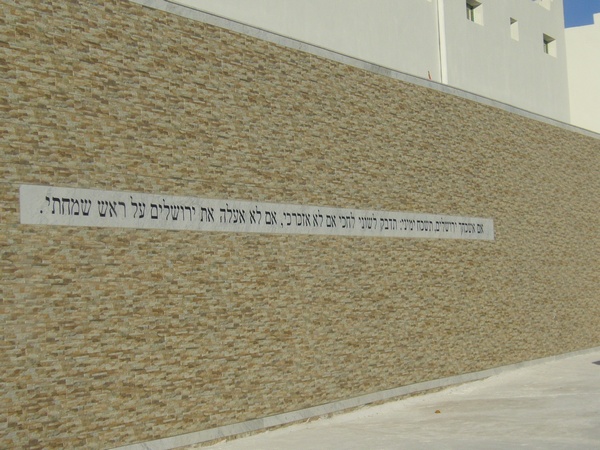 אם אשכחך ירושלים, תשכח ימיני: תדבק לשוני לחכי אם לא אזכרכי, אם לא אעלה את ירושלים על ראש שמחתי.